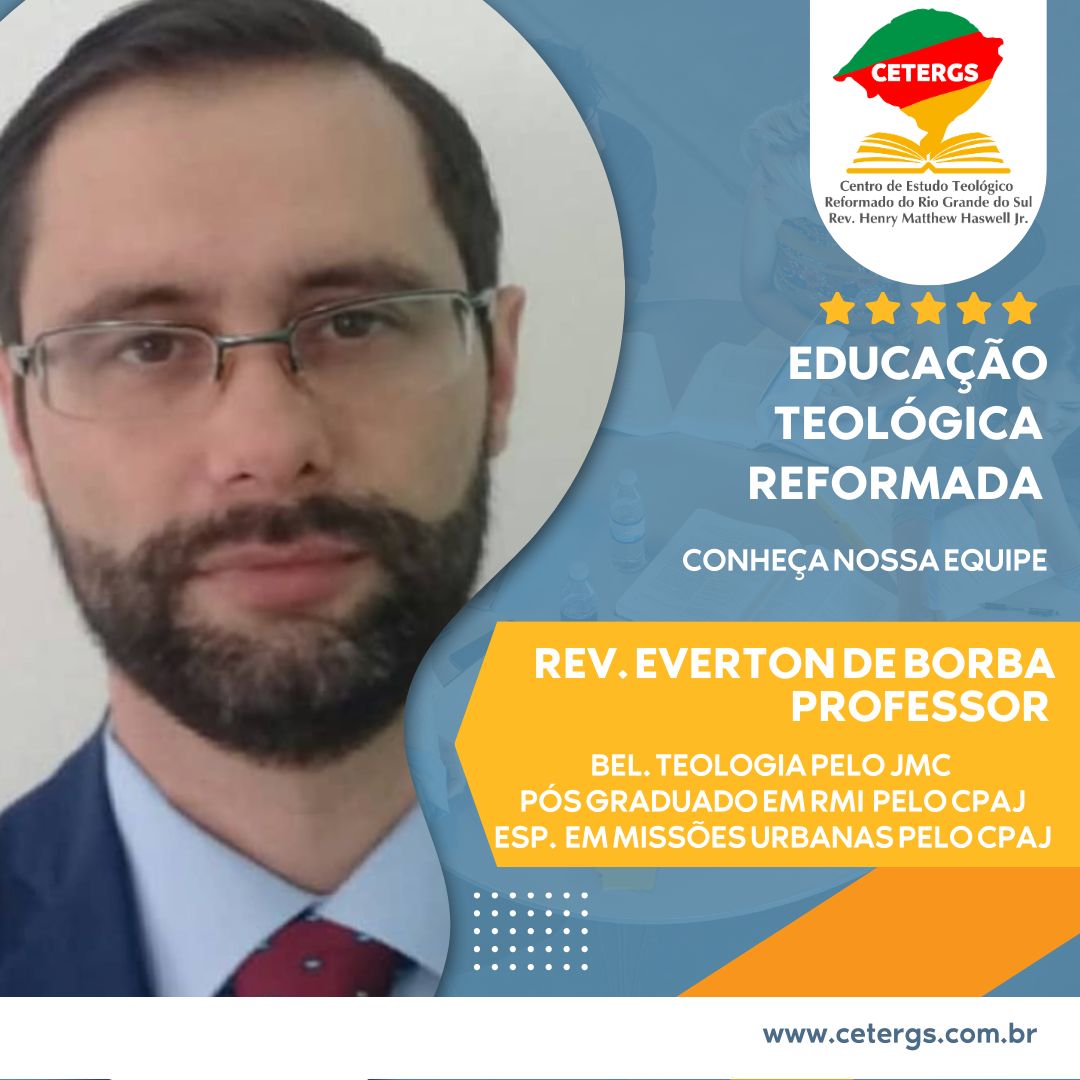 CETERGS
Centro de Estudo Teológico
Reformado do Rio Grande do Sul
Rev. Henry Matthew Haswell Jr.
EDUCAÇÃO
TEOLÓGICA
REFORMADA
CONHEÇA NOSSA EQUIPE
REV. EVERTON DE BORBA
PROFESSOR
BEL. TEOLOGIA PELO JMC
PÓS GRADUADO EM RMI PELO CPAJ
ESP. EM MISSÕES URBANAS PELO CPAJ
www.cetergs.com.br